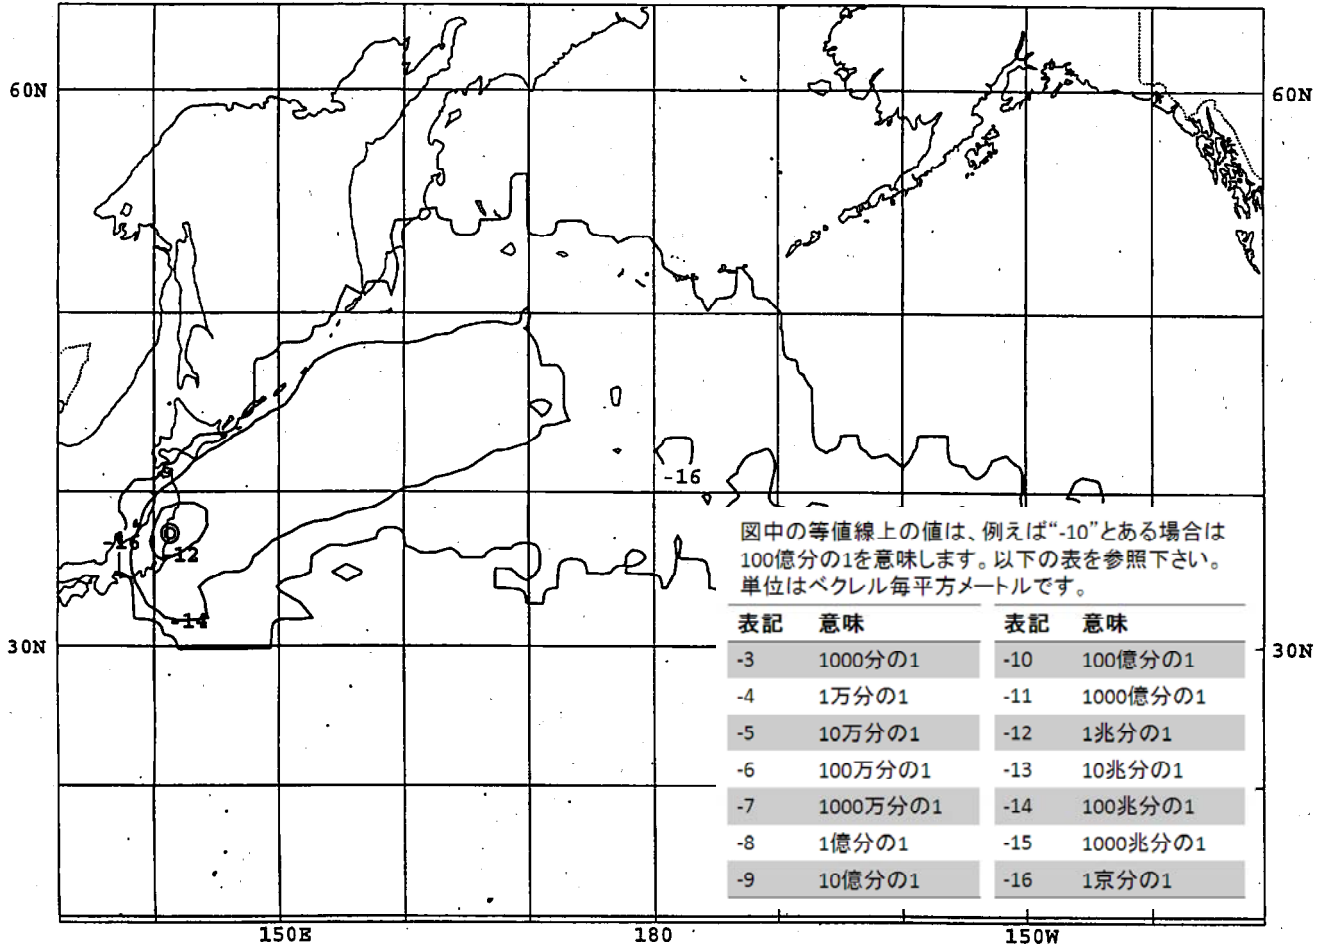 60N
60N
-16
-16
-12
-14
30N
30N
150E
180
150W
図中の等値線上の値は、例えば“-10”とある場合は
100億分の1を意味します。以下の表を参照下さい。
単位はベクレル毎平方メートルです。
表記 意味 表記 意味
-3 1000分の1 -10 100億分の1
-4 1万分の1 -11 1000億分の1
-5 10万分の1 -12 1兆分の1
-6 100万分の1 -13 10兆分の1
-7 1000万分の1 -14 100兆分の1
-8 1億分の1 -15 1000兆分の1
-9 10億分の1 -16 1京分の1